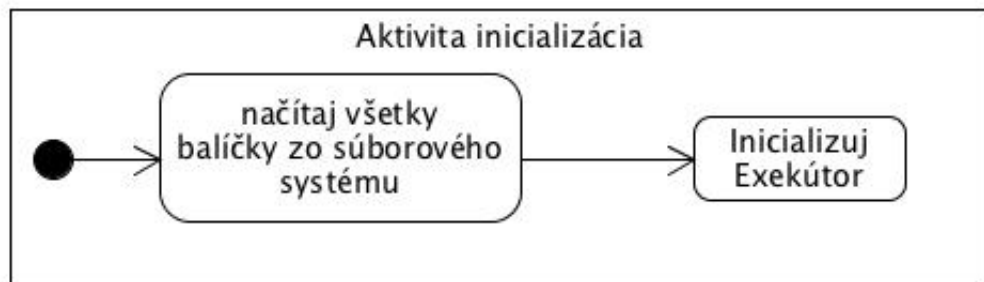 Aktivita inicializácia
načítaj všetky
balíčky zo súborového
systému
Inicializuj
Exekútor